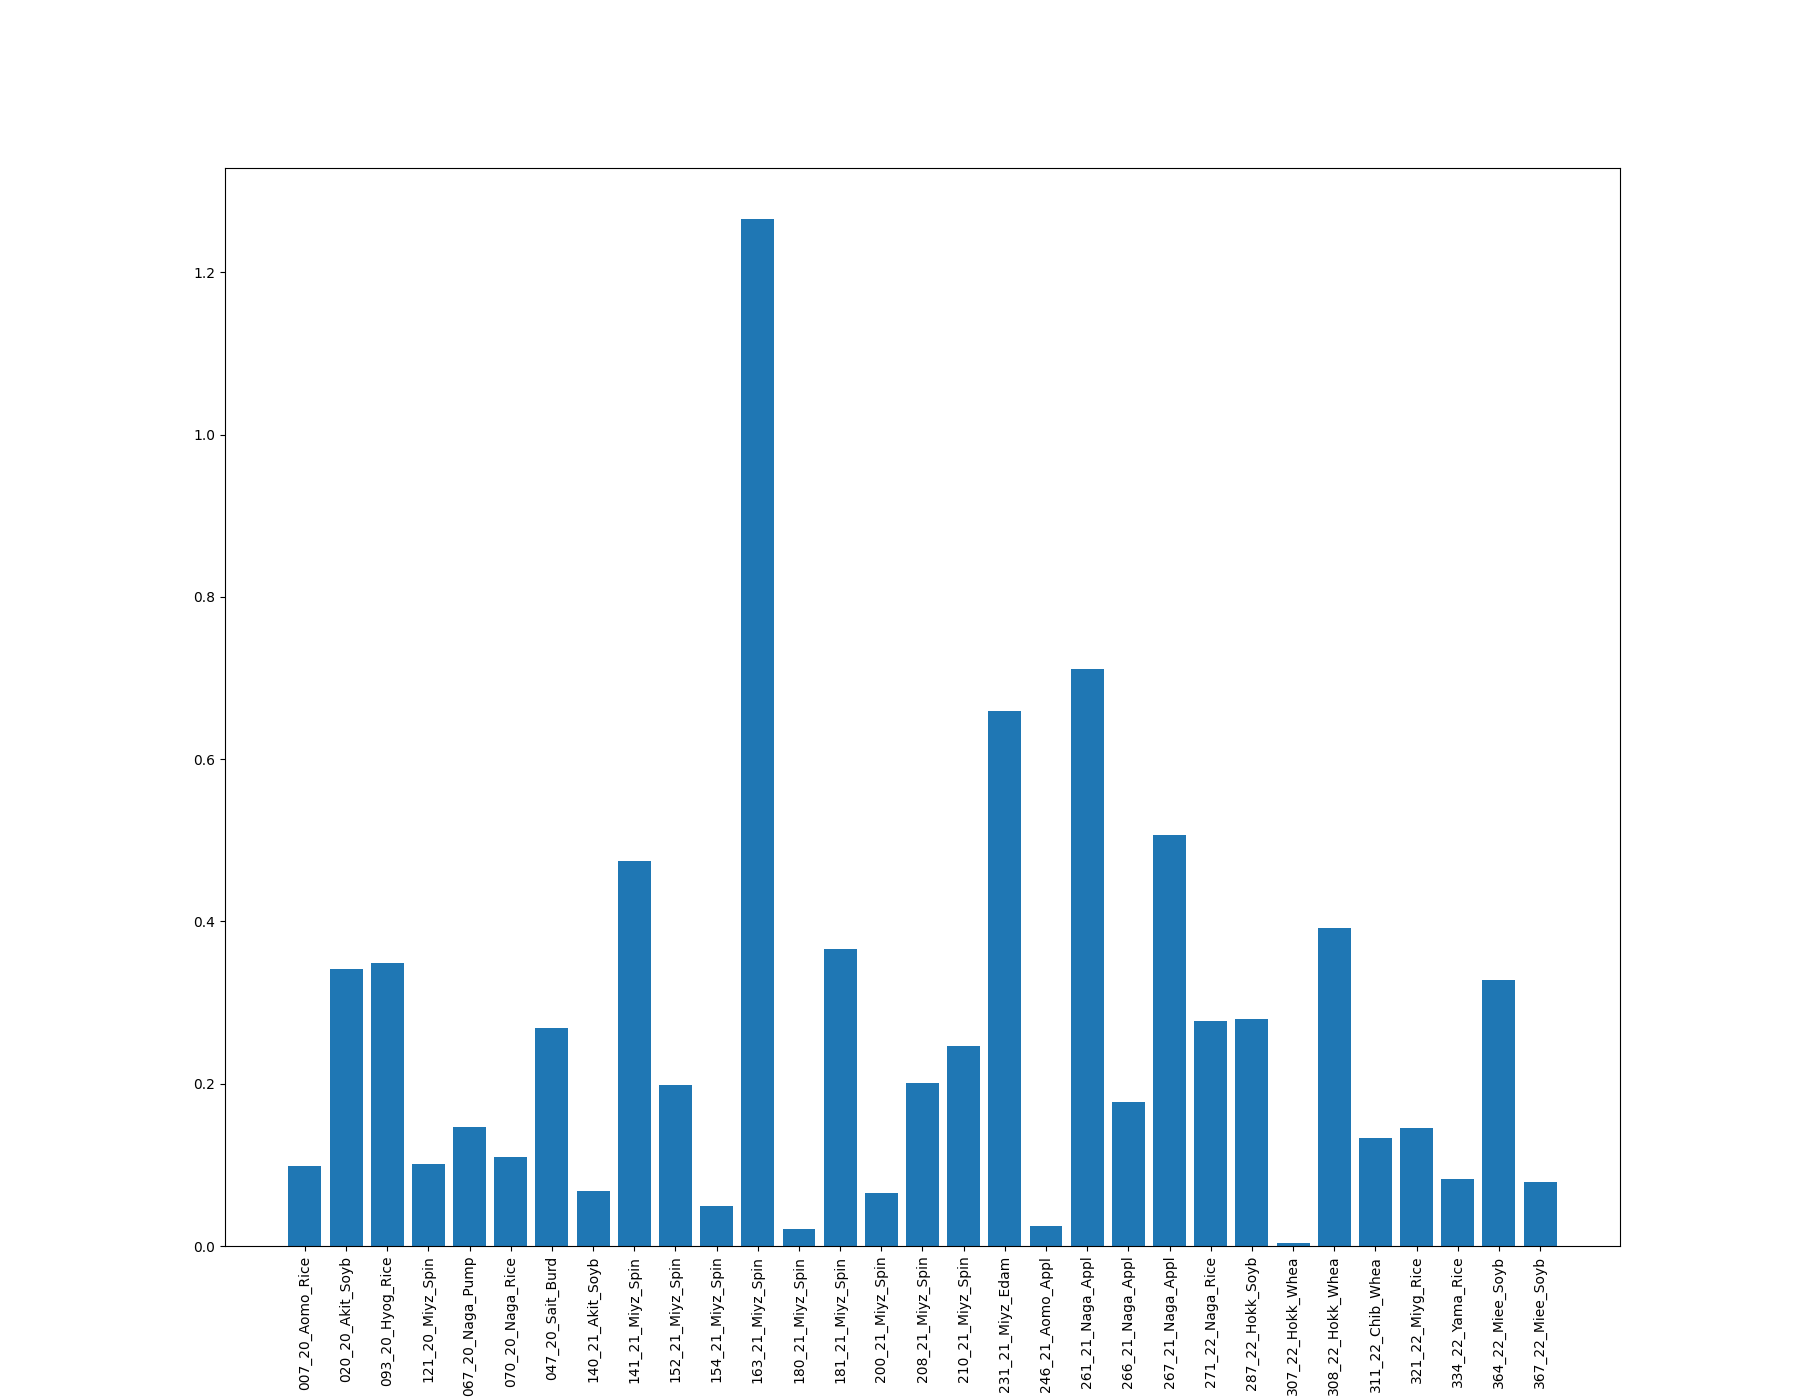 1.2
1.0
0.8
0.6
0.4
0.2
0.0
007_20_Aomo_Rice
020_20_Akit_Soyb
093_20_Hyog_Rice
121_20_Miyz_Spin
067_20_Naga_Pump
070_20_Naga_Rice
047_20_Sait_Burd
140_21_Akit_Soyb
141_21_Miyz_Spin
152_21_Miyz_Spin
154_21_Miyz_Spin
163_21_Miyz_Spin
180_21_Miyz_Spin
181_21_Miyz_Spin
200_21_Miyz_Spin
208_21_Miyz_Spin
210_21_Miyz_Spin
231_21_Miyz_Edam
246_21_Aomo_Appl
261_21_Naga_Appl
266_21_Naga_Appl
267_21_Naga_Appl
271_22_Naga_Rice
287_22_Hokk_Soyb
307_22_Hokk_Whea
308_22_Hokk_Whea
311_22_Chib_Whea
321_22_Miyg_Rice
334_22_Yama_Rice
364_22_Miee_Soyb
367_22_Miee_Soyb